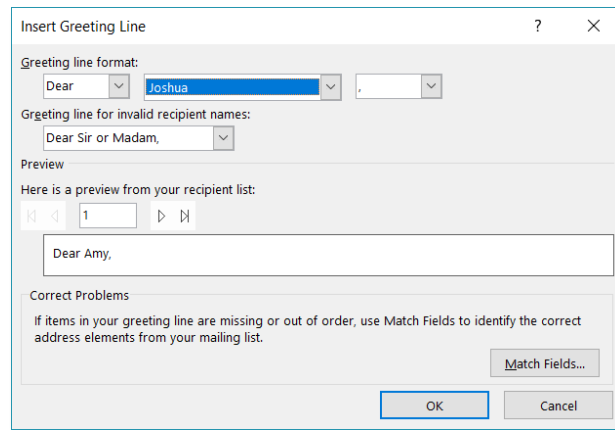 Insert Greeting Line ? ×
Greeting line format:
Dear Joshua ,
Greeting line for invalid recipient names:
Dear Sir or Madam,
Preview
Here is a preview from your recipient list:
1
Dear Amy,
Correct Problems
If items in your greeting line are missing or out of order, use Match Fields to identify the correct
address elements from your mailing list.
Match Fields...
OK Cancel